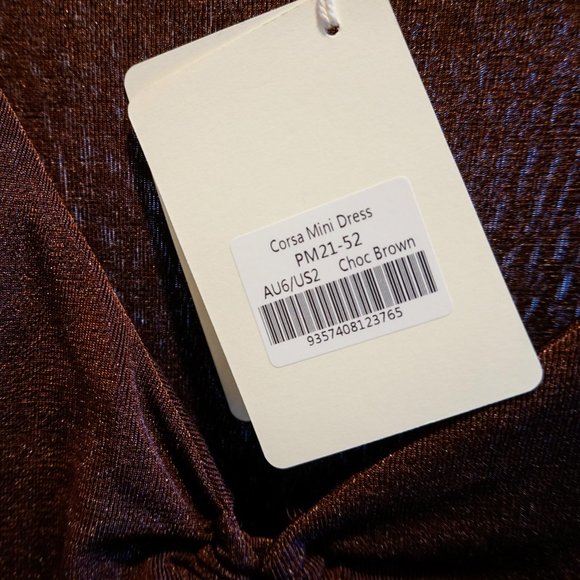 Corsa Mini Dress
PM21-52
AU6/US2 Choc Brown
9357408123765